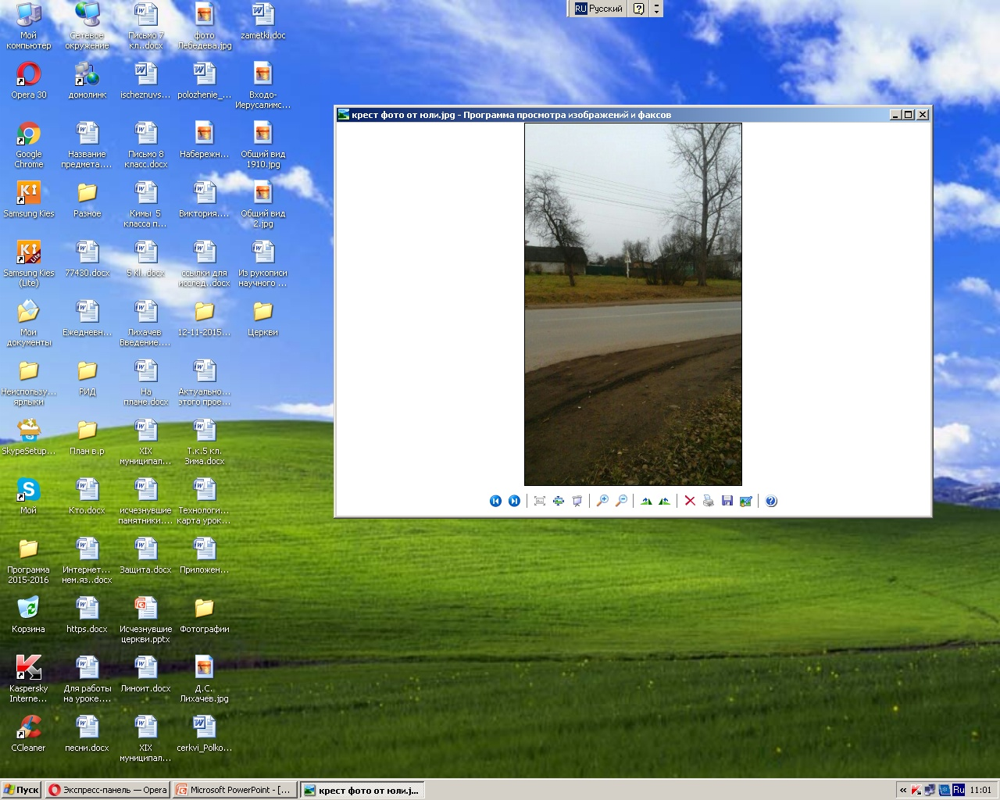 RU Русский
Мой
компьютер
Сетевое
окружение
Письмо 7
кл..docx
фото
Лебедева.jpg
zametki.doc
Opera 30
домолинк
ischeznuvs...
polozhenie_...
Входо-
Иерусалимс...
Google
Chrome
Название
предмета....
Письмо 8
класс.docx
Набережн...
Общий вид
1910.jpg
Samsung Kies
Разное
Кимы 5
класса п...
Виктория....
Общий вид
2.jpg
Samsung Kies
(Lite)
77430.docx
5 kl..docx
ссылки для
исслед..docx
Из рукописи
научного ...
Мои
документы
Ежедневн...
Лихачев
Введение....
12-11-2015...
Церкви
Неиспользу...
ярлыки
РИД
На
плане.docx
Актуально...
этого прое...
SkypeSetup...
План в.р
XIX
муниципал...
Т.к.5 кл.
Зима.docx
Мой
Кто.docx
исчезнувшие
памятники....
Технологи...
карта урок...
Программа
2015-2016
Интернет...
нем.яз..docx
Защита.docx
Приложен...
Корзина
https.docx
Исчезнувшие
церкви.pptx
Фотографии
Kaspersky
Interne...
Для работы
на уроке....
Линоит.docx
Д.С.
Лихачев.jpg
CCleaner
песни.docx
XIX
муниципал...
cerkvi_Polko...
крест фото от юли.jpg - Программа просмотра изображений и факсов
Пуск
Экспресс-панель — Opera
Microsoft PowerPoint - [...
крест фото от юли.j...
Ru
11:01